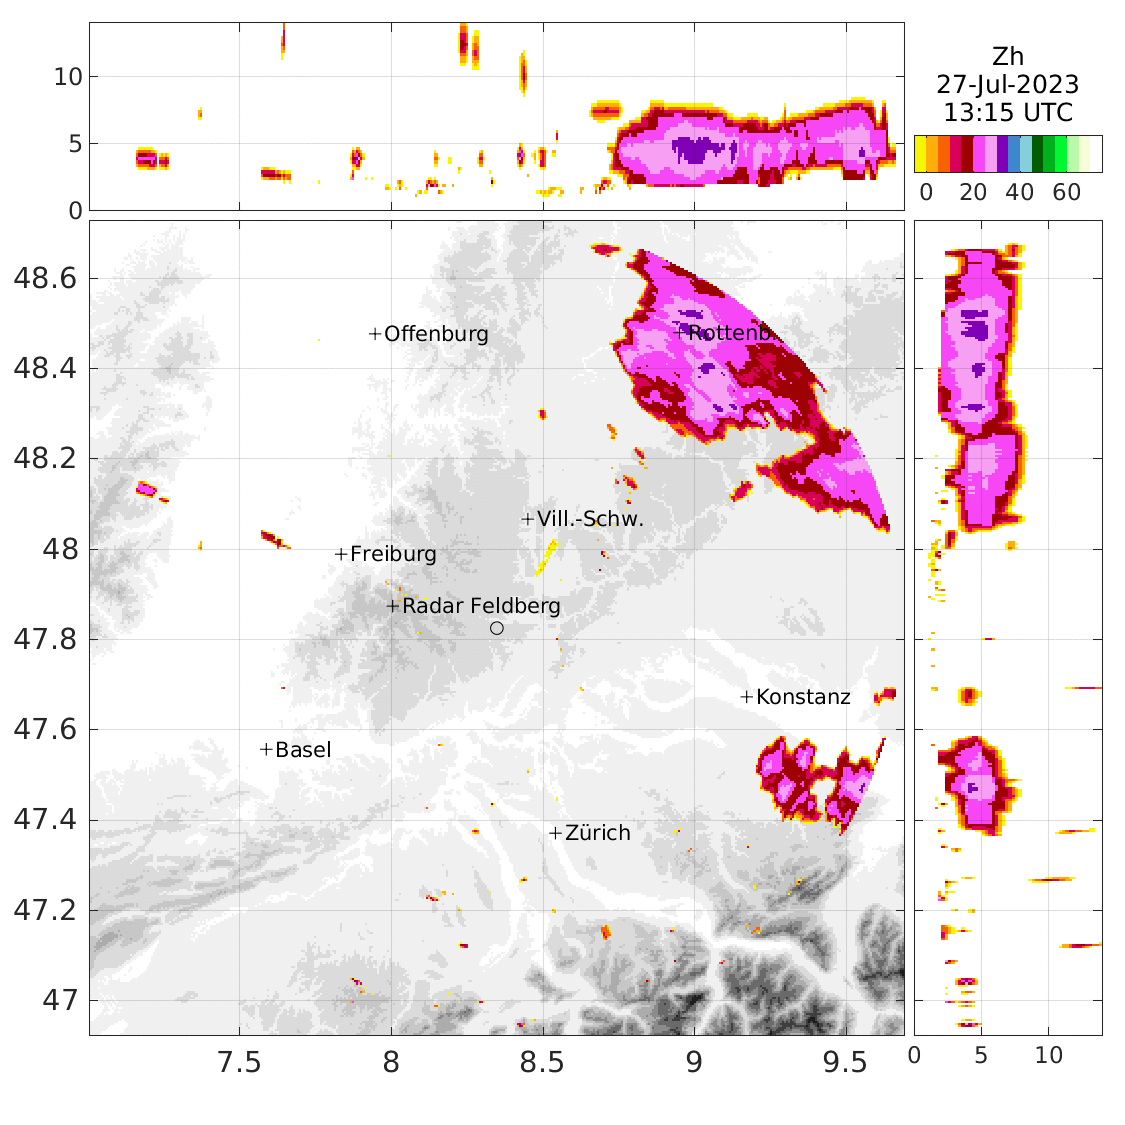 10
5
0
Zh
27-Jul-2023
13:15 UTC
0 20 40 60
48.6
48.4
48.2
48
47.8
47.6
47.4
47.2
47
+Offenburg
+Rottenb.
+Vill.-Schw.
+Freiburg
+Radar Feldberg
+Konstanz
+Basel
+Zürich
7.5 8 8.5 9 9.5
0 5 10